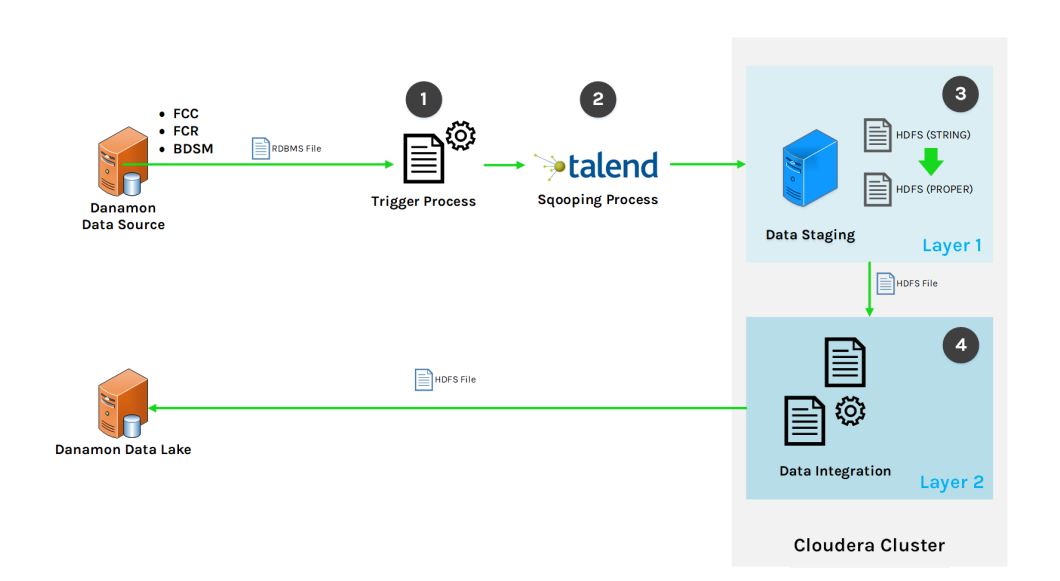 • FCC
• FCR
• BDSM
Danamon
Data Source
RDBMS File
1
Trigger Process
2
talend
Sqooping Process
3
HDFS (STRING)
HDFS (PROPER)
Data Staging
Layer 1
HDFS File
4
Data Integration
Layer 2
HDFS File
Danamon Data Lake
Cloudera Cluster